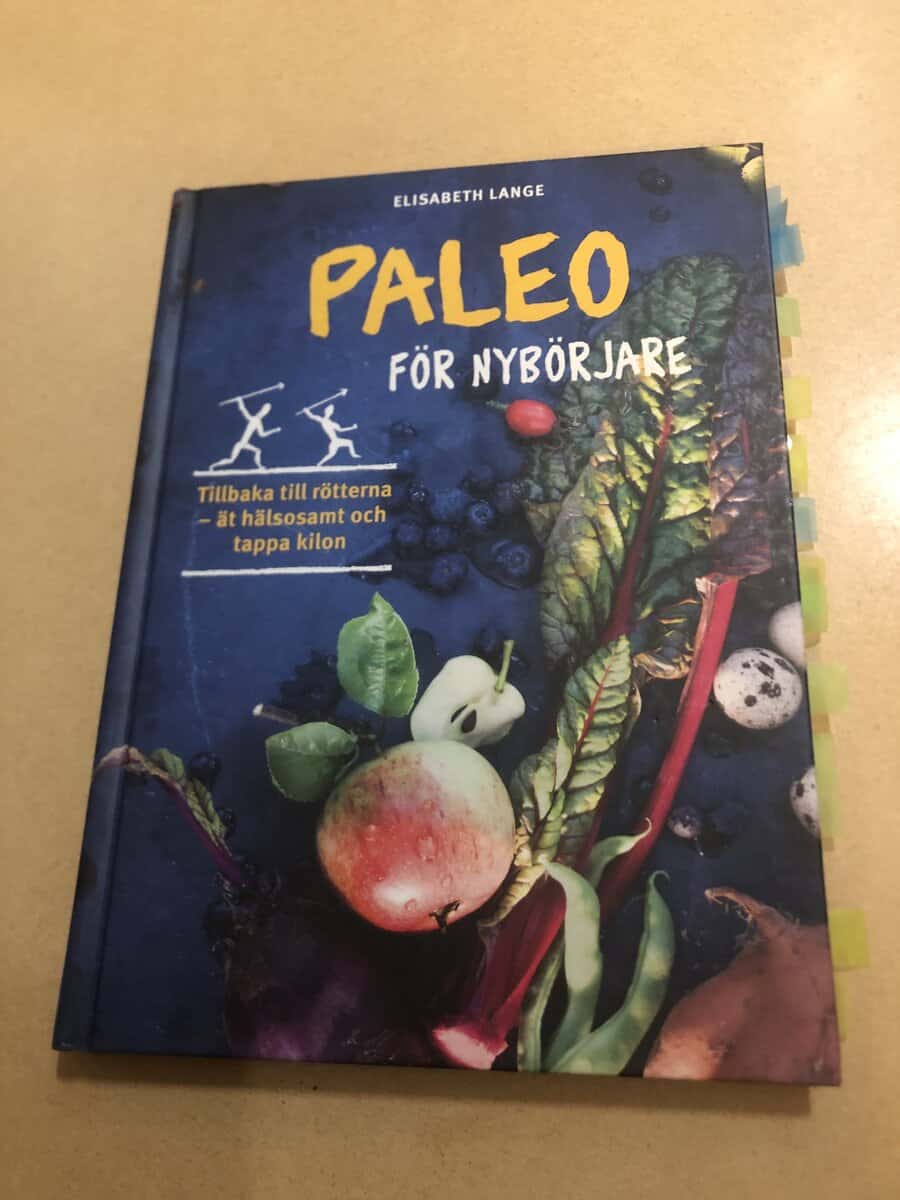 ELISABETH LANGE
PALEO
FÖR NYBÖRJARE
Tillbaka till rötterna
– ät hälsosamt och
tappa kilon